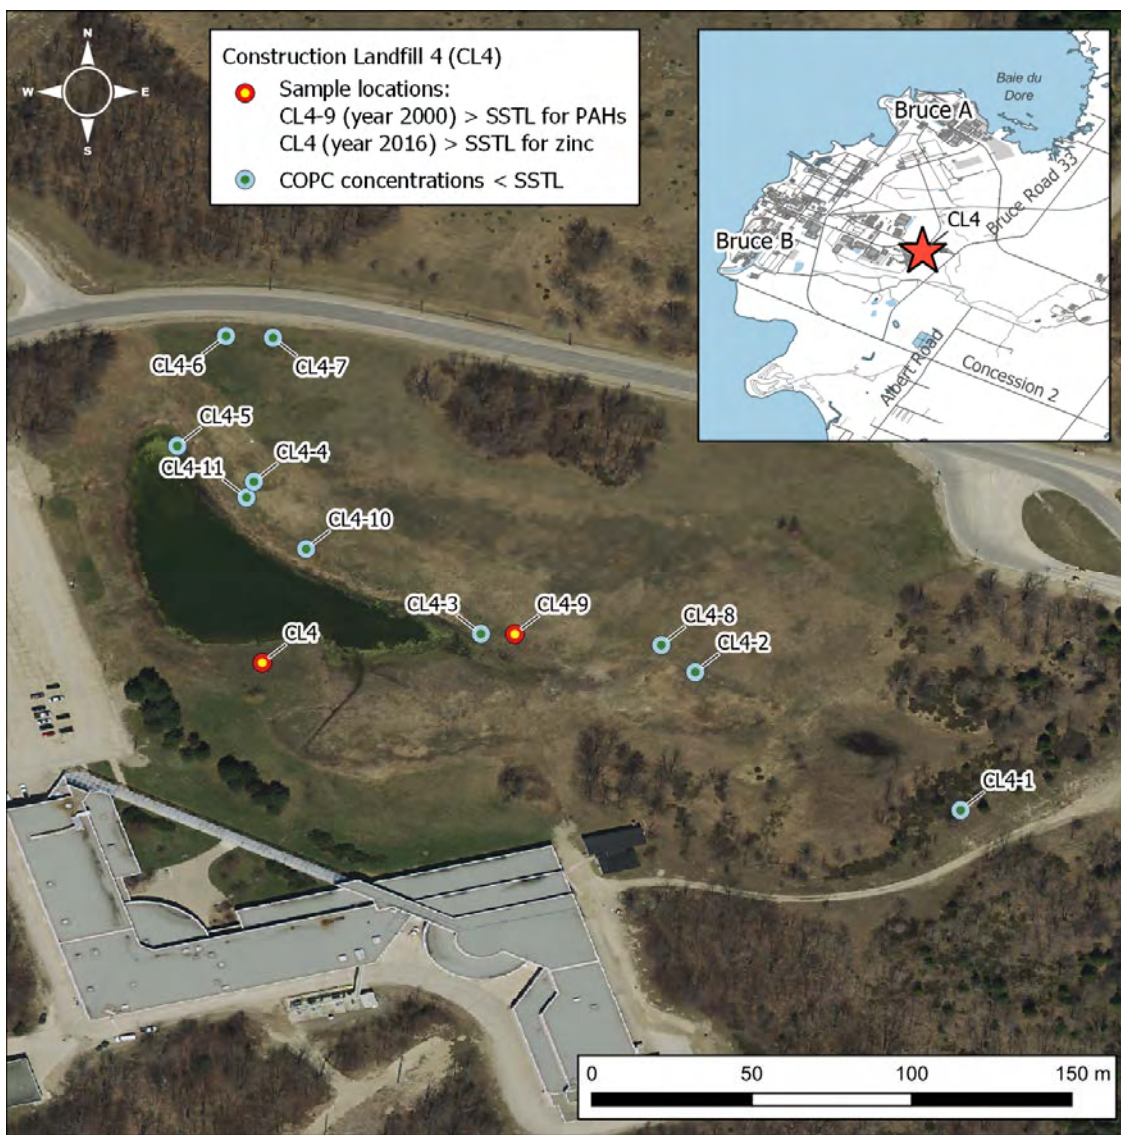 N
W
E
S
Construction Landfill 4 (CL4)
Sample locations:
CL4-9 (year 2000) > SSTL for PAHs
CL4 (year 2016) > SSTL for zinc
COPC concentrations < SSTL
Baie du
Dore
Bruce A
Bruce Road 33
CL4
Bruce B
Albert Road
Concession 2
CL4-6
CL4-7
CL4-5
CL4-4
CL4-11
CL4-10
CL4-3
CL4-9
CL4-8
CL4-2
CL4
CL4-1
0 50 100 150 m